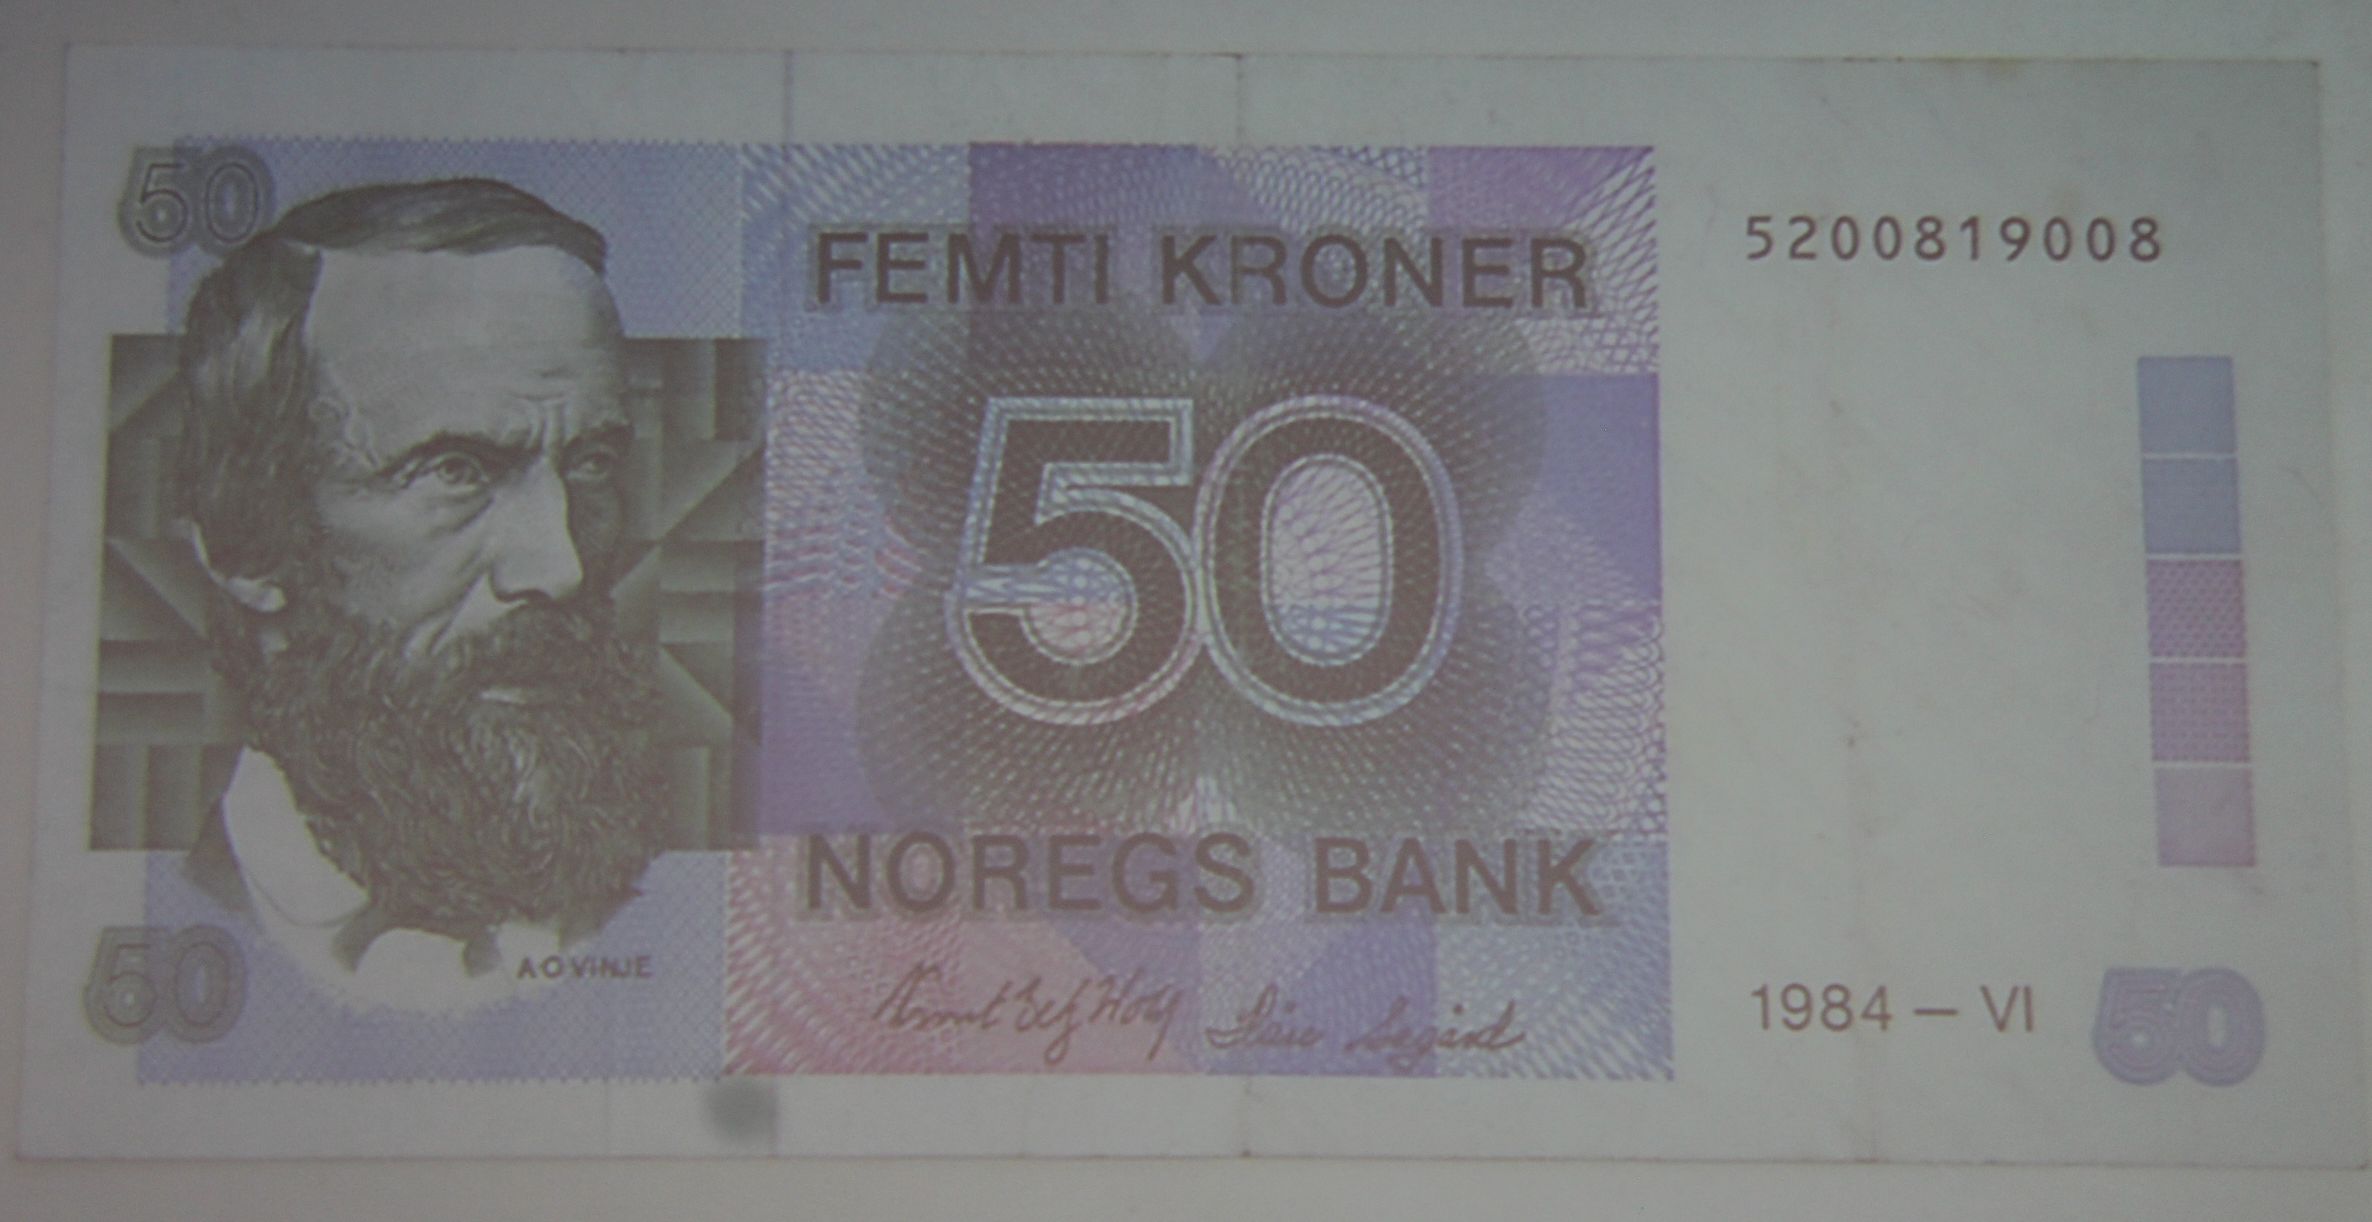 50
FEMTI KRONER
5200819008
50
NOREGS BANK
50
A O VINJE
1984 — VI
50